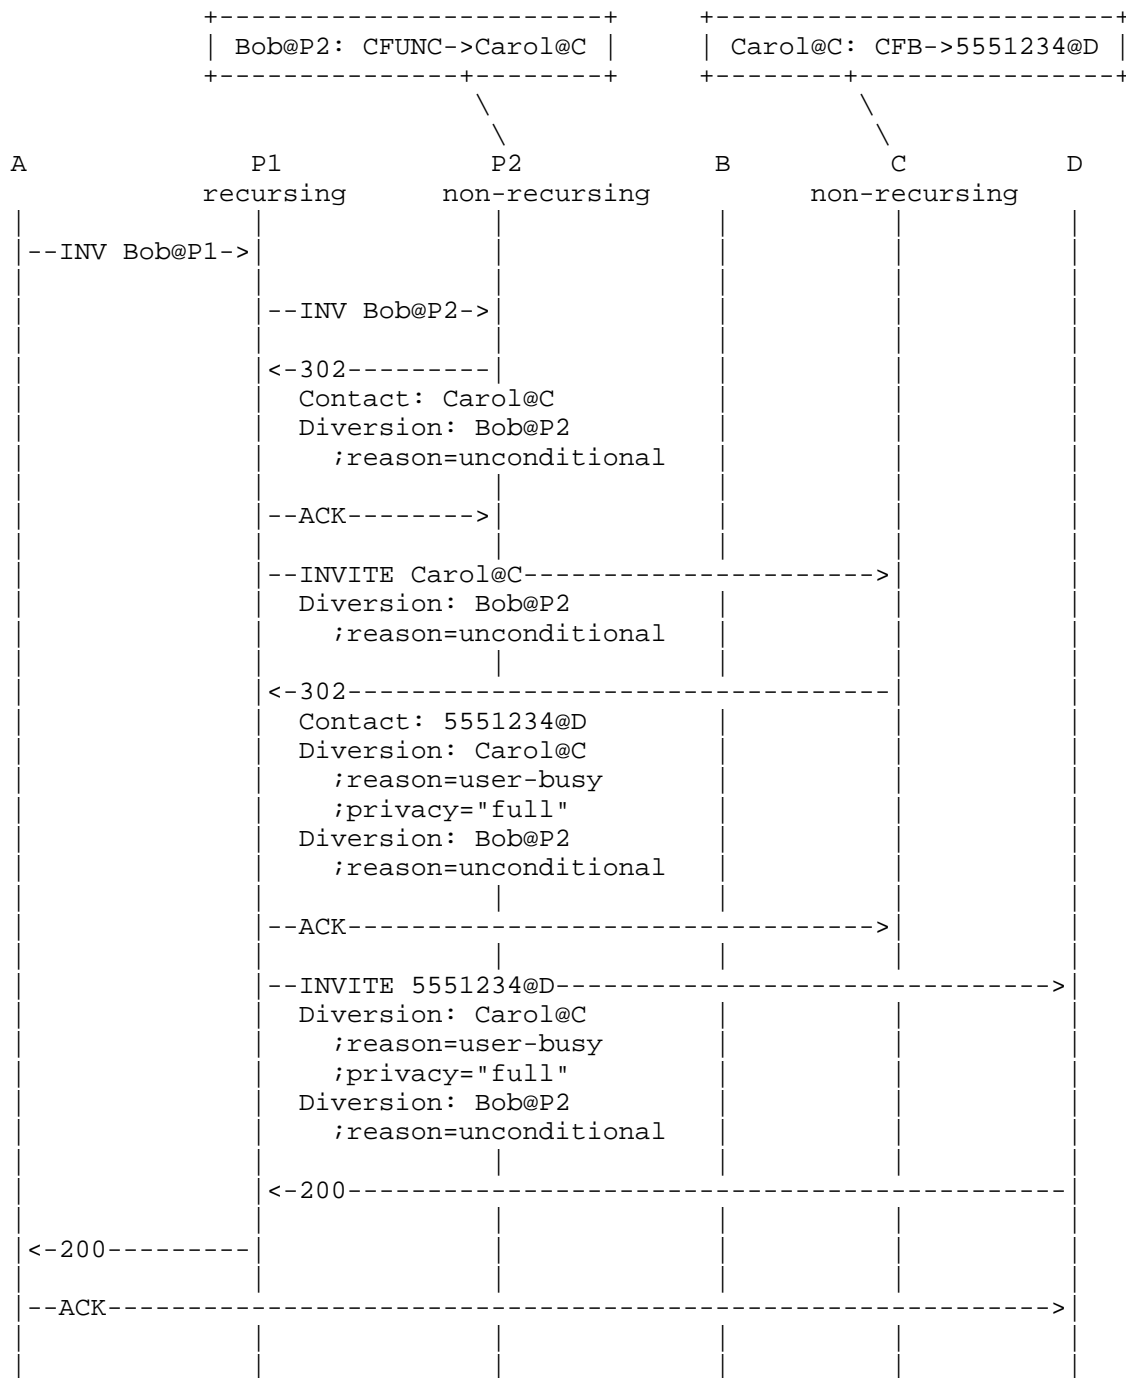 Bob@P2: CFUNC->Carol@C    Carol@C: CFB->5551234@D
A P1 P2 B C D
recursing non-recursing non-recursing
--INV Bob@P1->
--INV Bob@P2->
<-302---------
Contact: Carol@C
Diversion: Bob@P2
;reason=unconditional
--ACK-------->
--INVITE Carol@C---------------------->
Diversion: Bob@P2
;reason=unconditional
<-302----------------------------------
Contact: 5551234@D
Diversion: Carol@C
;reason=user-busy
;privacy="full"
Diversion: Bob@P2
;reason=unconditional
--ACK--------------------------------->
--INVITE 5551234@D------------------------------->
Diversion: Carol@C
;reason=user-busy
;privacy="full"
Diversion: Bob@P2
;reason=unconditional
<-200---------------------------------------------
<-200---------
--ACK----------------------------------------------------------->